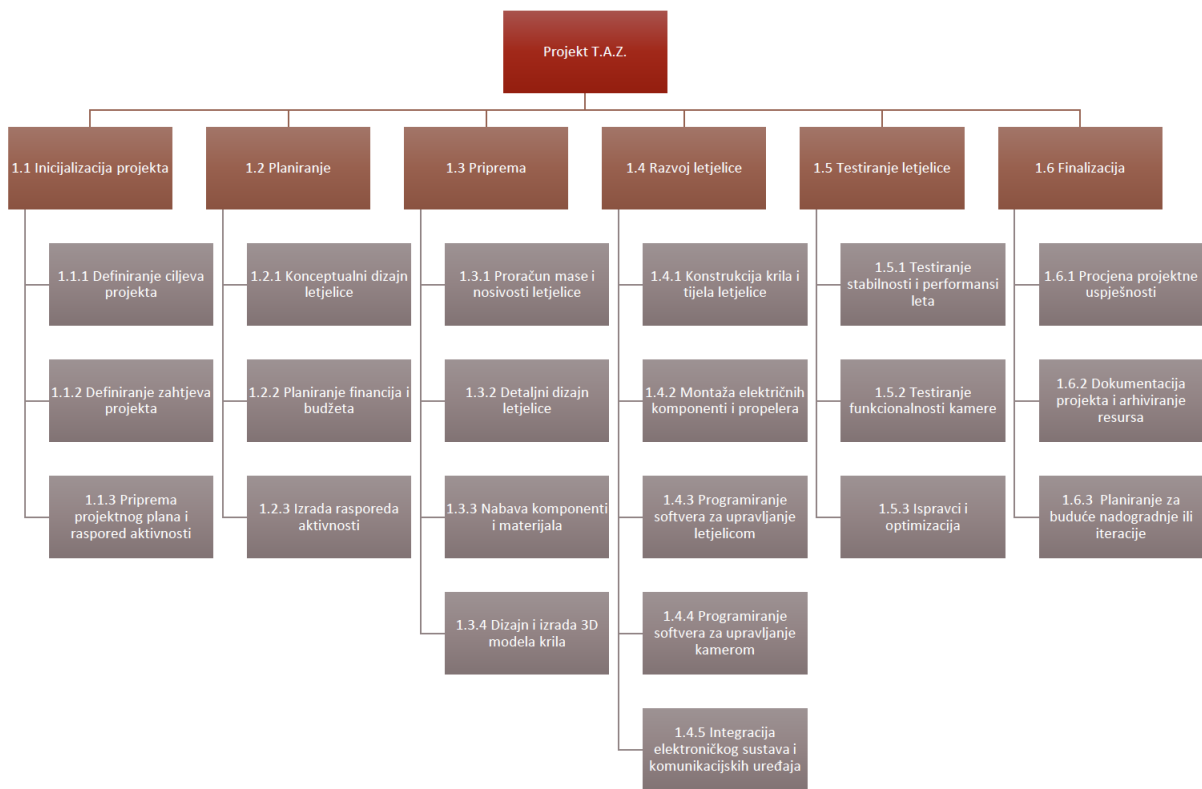 Projekt T.A.Z.
1.1 Inicijalizacija projekta
1.2 Planiranje
1.3 Priprema
1.4 Razvoj letjelice
1.5 Testiranje letjelice
1.6 Finalizacija
1.1.1 Definiranje ciljeva
projekta
1.1.2 Definiranje zahtjeva
projekta
1.1.3 Priprema
projektnog plana i
raspored aktivnosti
1.2.1 Konceptualni dizajn
letjelice
1.2.2 Planiranje financija i
budžeta
1.2.3 Izrada rasporeda
aktivnosti
1.3.1 Proračun mase i
nosivosti letjelice
1.3.2 Detaljni dizajn
letjelice
1.3.3 Nabava komponenti
i materijala
1.3.4 Dizajn i izrada 3D
modela krila
1.4.1 Konstrukcija krila i
tijela letjelice
1.4.2 Montaža električnih
komponenti i propelera
1.4.3 Programiranje
softvera za upravljanje
letjelicom
1.4.4 Programiranje
softvera za upravljanje
kamerom
1.4.5 Integracija
elektroničkog sustava i
komunikacijskih uređaja
1.5.1 Testiranje
stabilnosti i performansi
leta
1.5.2 Testiranje
funkcionalnosti kamere
1.5.3 Ispravci i
optimizacija
1.6.1 Procjena projektne
uspješnosti
1.6.2 Dokumentacija
projekta i arhiviranje
resursa
1.6.3 Planiranje za
buduće nadogradnje ili
iteracije